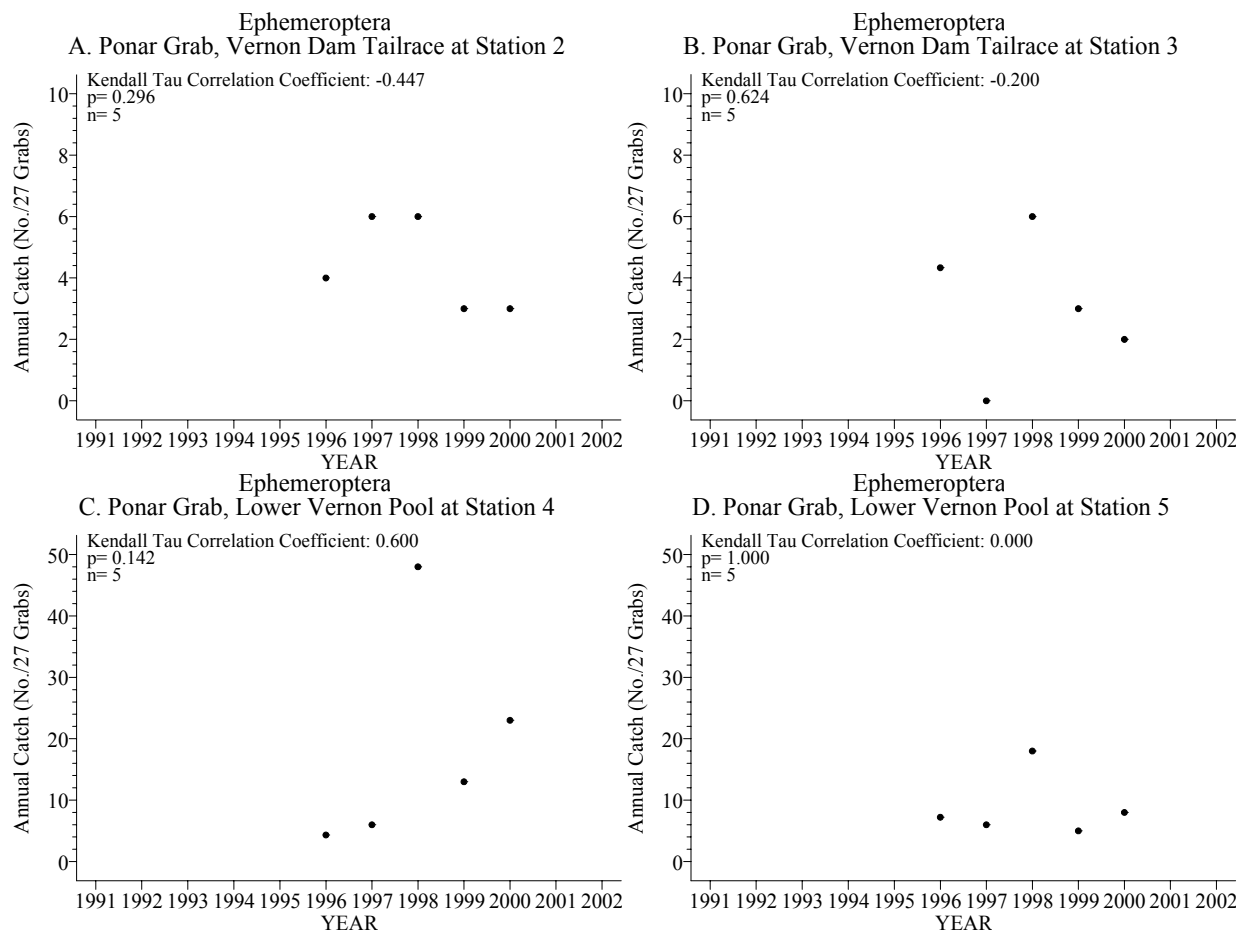 Ephemeroptera
A. Ponar Grab, Vernon Dam Tailrace at Station 2
Kendall Tau Correlation Coefficient: -0.447
p= 0.296
n= 5
Annual Catch (No./27 Grabs)
10
8
6
4
2
0
1991 1992 1993 1994 1995 1996 1997 1998 1999 2000 2001 2002
YEAR
Ephemeroptera
B. Ponar Grab, Vernon Dam Tailrace at Station 3
Kendall Tau Correlation Coefficient: -0.200
p= 0.624
n= 5
Annual Catch (No./27 Grabs)
10
8
6
4
2
0
1991 1992 1993 1994 1995 1996 1997 1998 1999 2000 2001 2002
YEAR
Ephemeroptera
C. Ponar Grab, Lower Vernon Pool at Station 4
Kendall Tau Correlation Coefficient: 0.600
p= 0.142
n= 5
Annual Catch (No./27 Grabs)
50
40
30
20
10
0
1991 1992 1993 1994 1995 1996 1997 1998 1999 2000 2001 2002
YEAR
Ephemeroptera
D. Ponar Grab, Lower Vernon Pool at Station 5
Kendall Tau Correlation Coefficient: 0.000
p= 1.000
n= 5
Annual Catch (No./27 Grabs)
50
40
30
20
10
0
1991 1992 1993 1994 1995 1996 1997 1998 1999 2000 2001 2002
YEAR